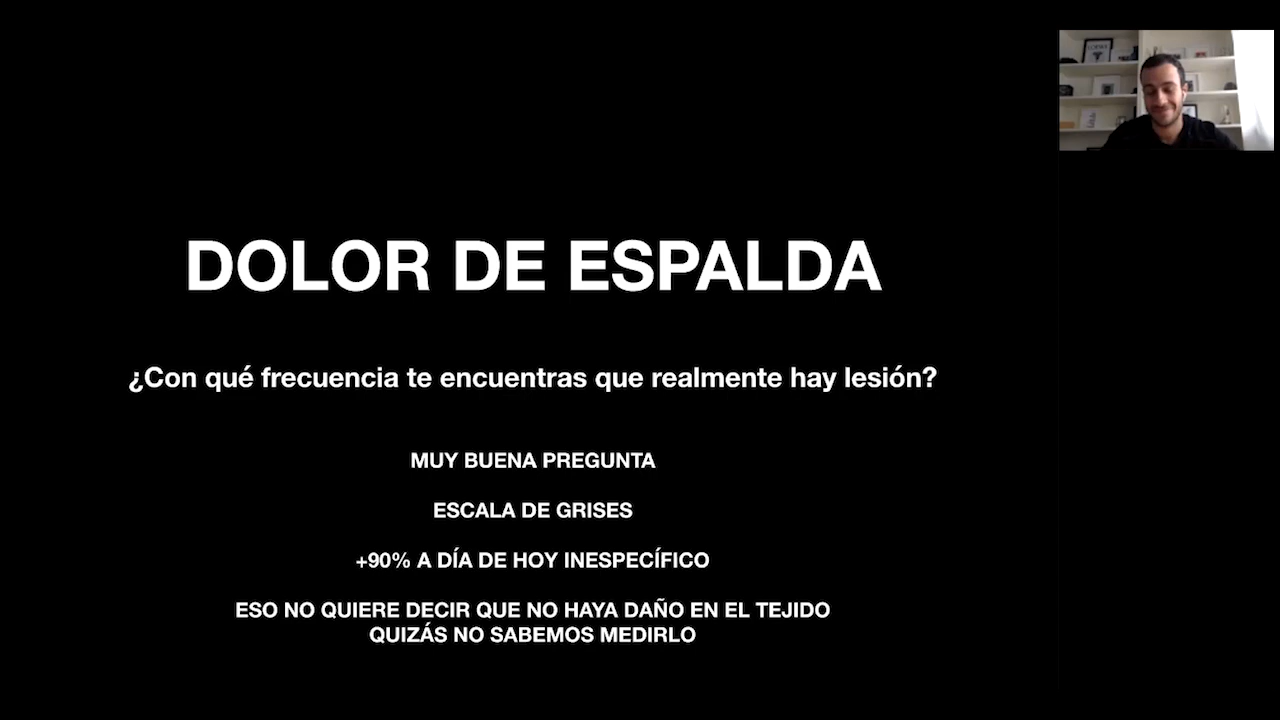 DOLOR DE ESPALDA
¿Con qué frecuencia te encuentras que realmente hay lesión?
MUY BUENA PREGUNTA
ESCALA DE GRISES
+90% A DÍA DE HOY INESPECÍFICO
ESO NO QUIERE DECIR QUE NO HAYA DAÑO EN EL TEJIDO
QUIZÁS NO SABEMOS MEDIRLO